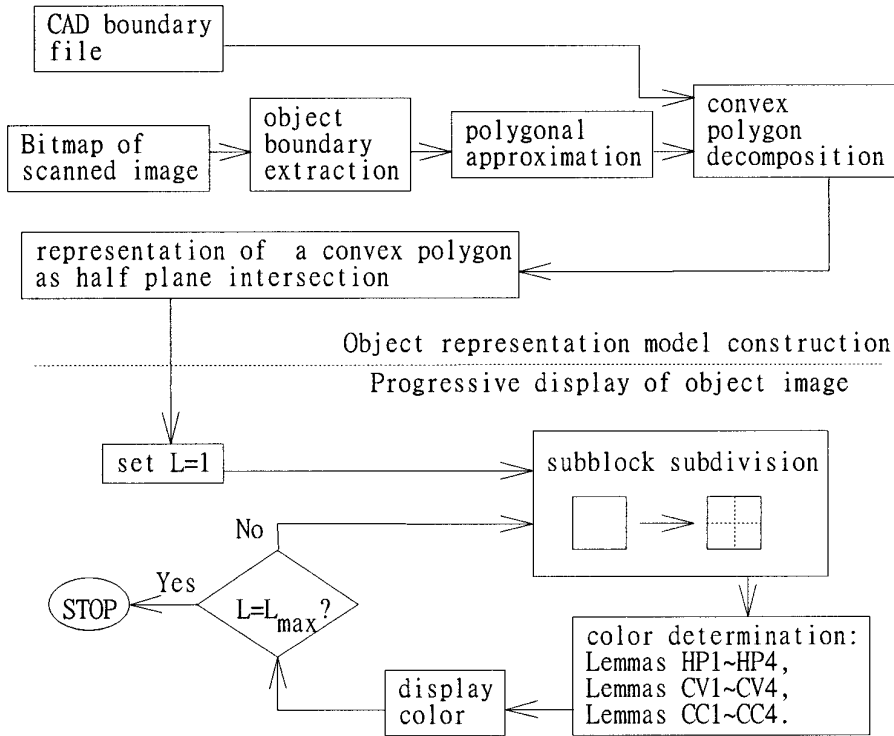 CAD boundary
file
Bitmap of
scanned image
object
boundary
extraction
polygonal
approximation
convex
polygon
decomposition
representation of a convex polygon
as half plane intersection
Object representation model construction
Progressive display of object image
set L=1
subblock subdivision
No
Yes
STOP
L=Lmax?
color determination:
Lemmas HP1~HP4,
Lemmas CV1~CV4,
Lemmas CC1~CC4.
display
color